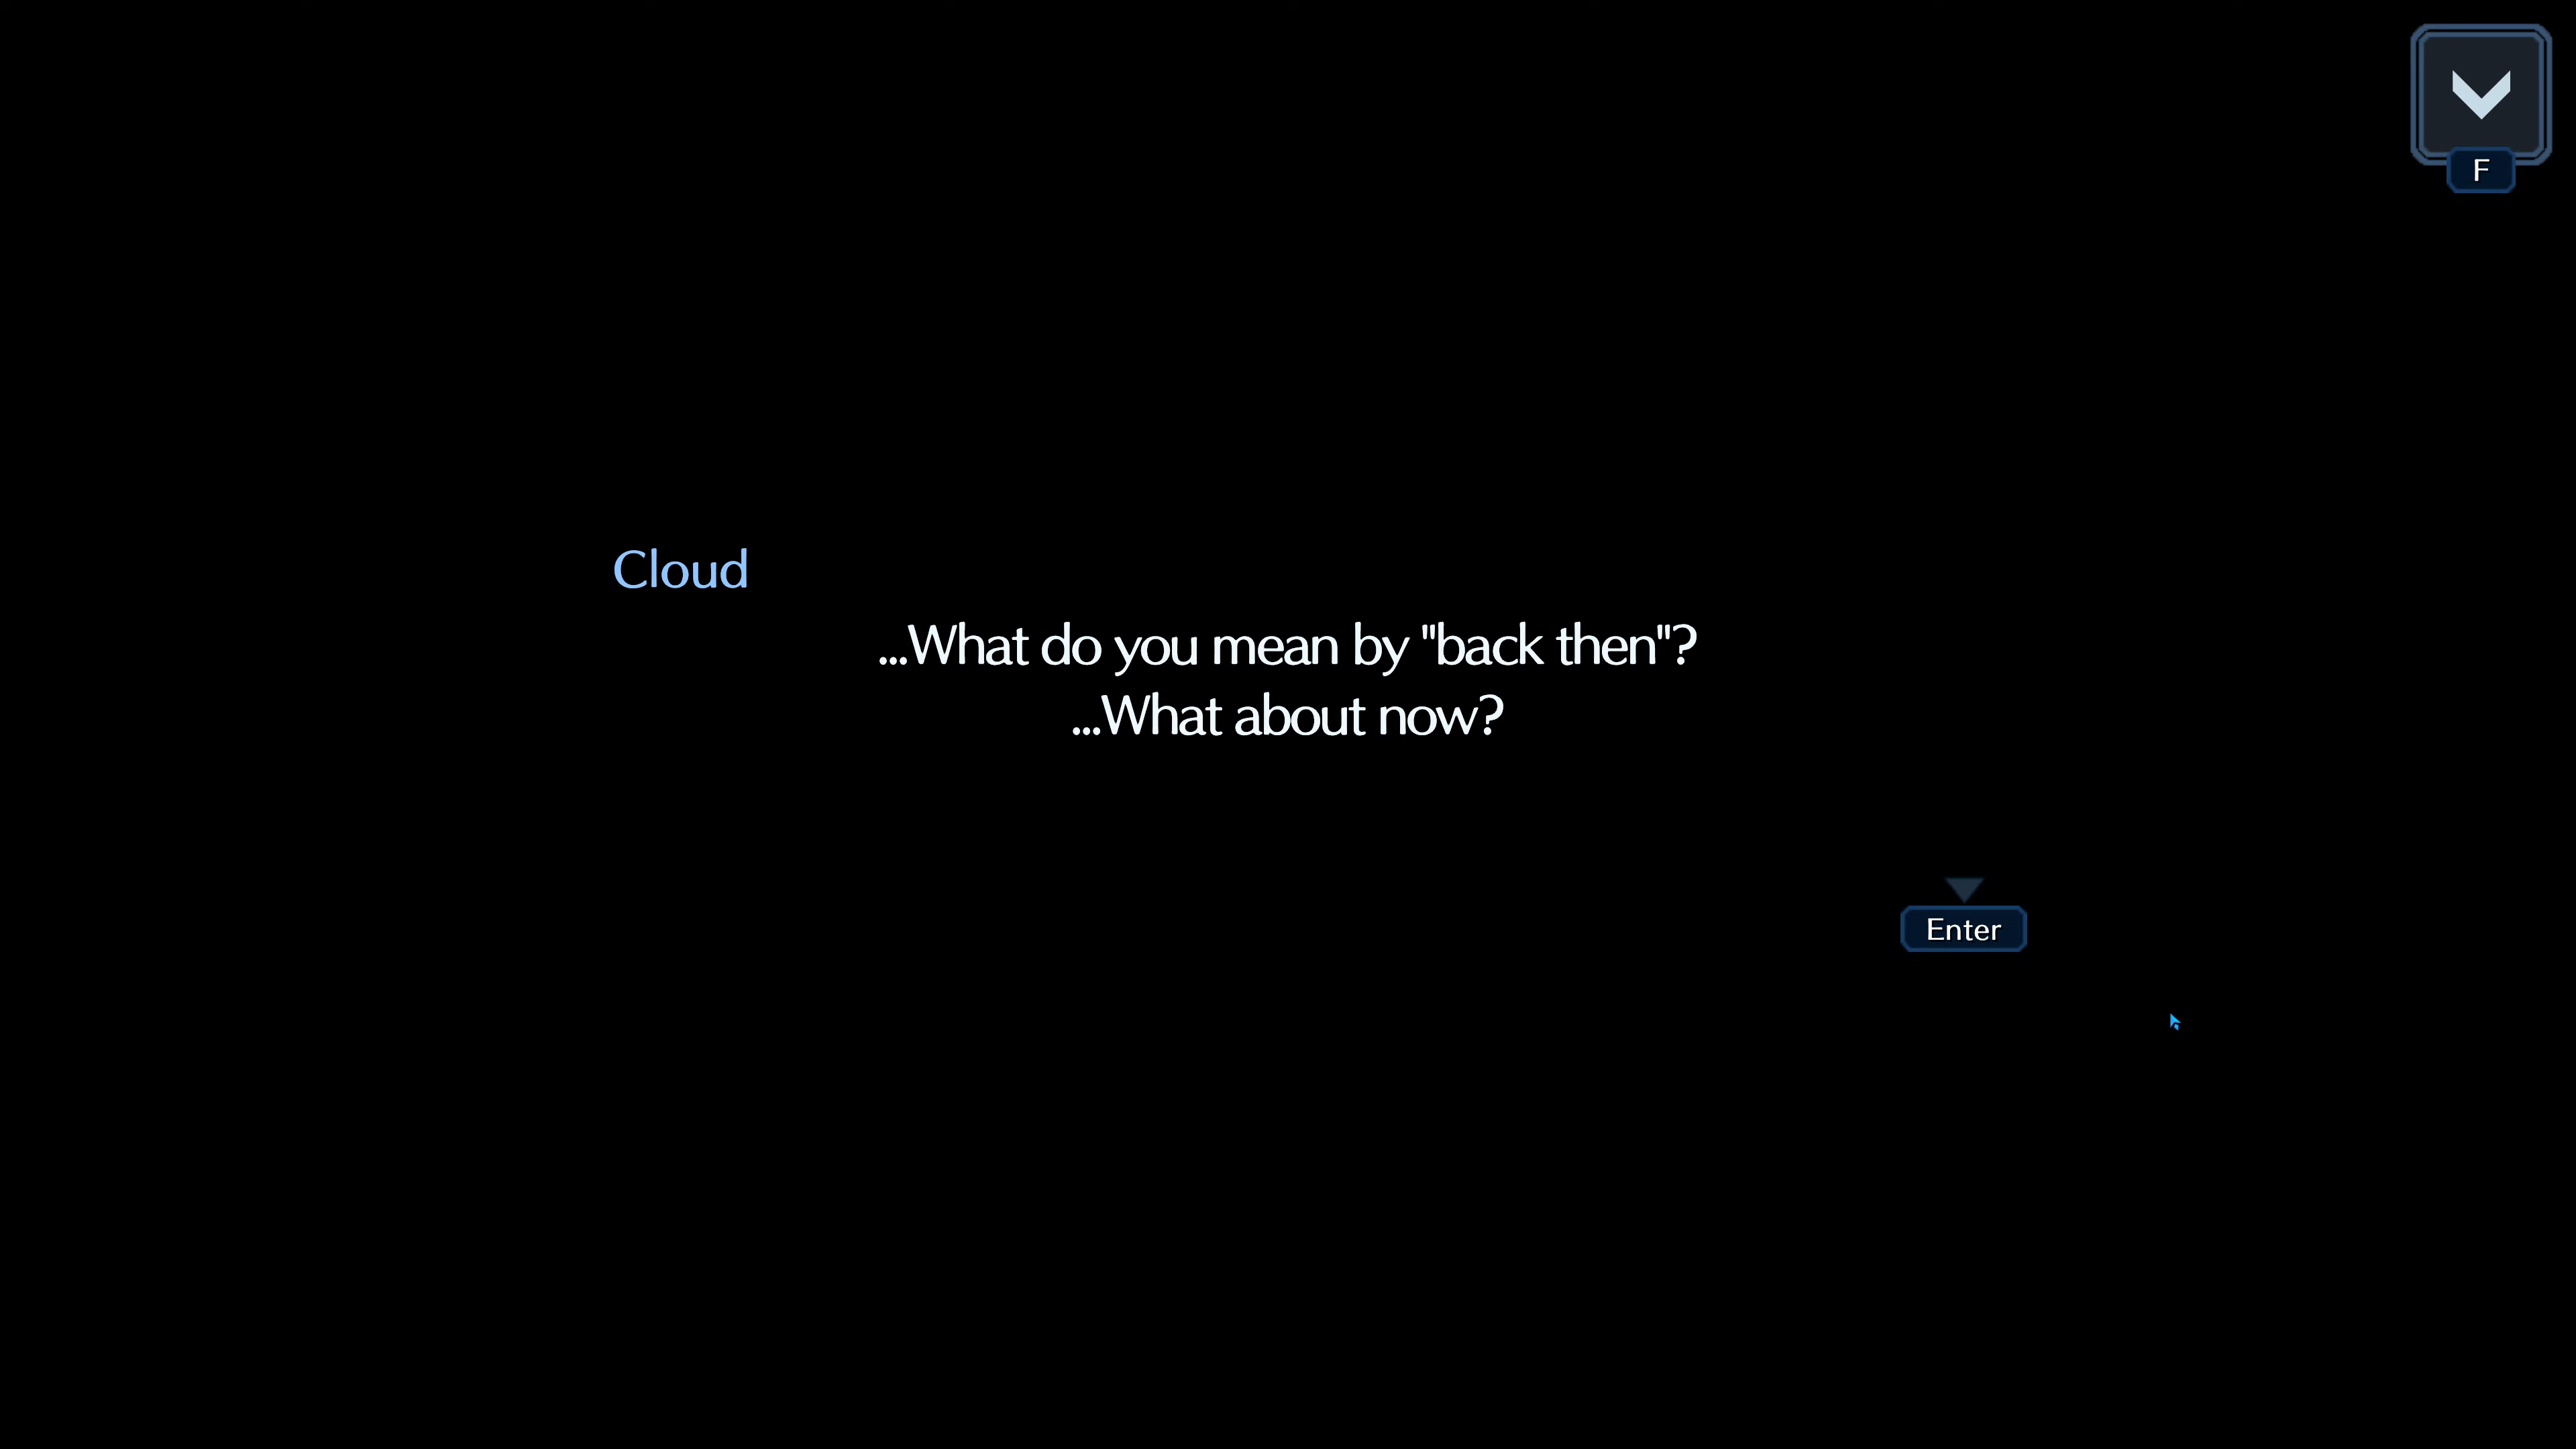 F
Cloud
...What do you mean by "back then"?
...What about now?
Enter